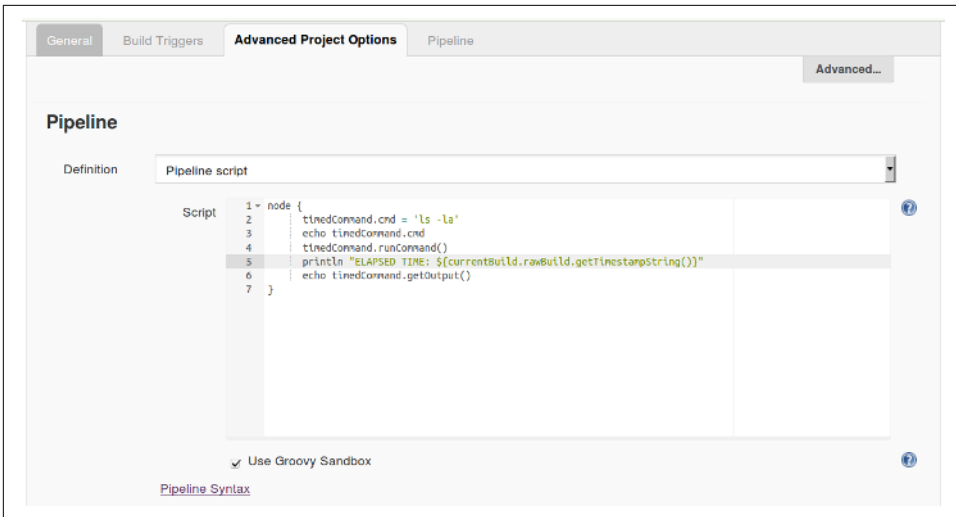 General Build Triggers Advanced Project Options Pipeline
Advanced...
Pipeline
Definition Pipeline script
Script 1 node {
2 timedCommand.cmd = 'ls -la'
3 echo timedCommand.cmd
4 timedCommand.runCommand()
5 println "ELAPSED TIME: ${currentBuild.rawBuild.getTimestampString()}"
6 echo timedCommand.getOutput()
7 }
Use Groovy Sandbox
Pipeline Syntax